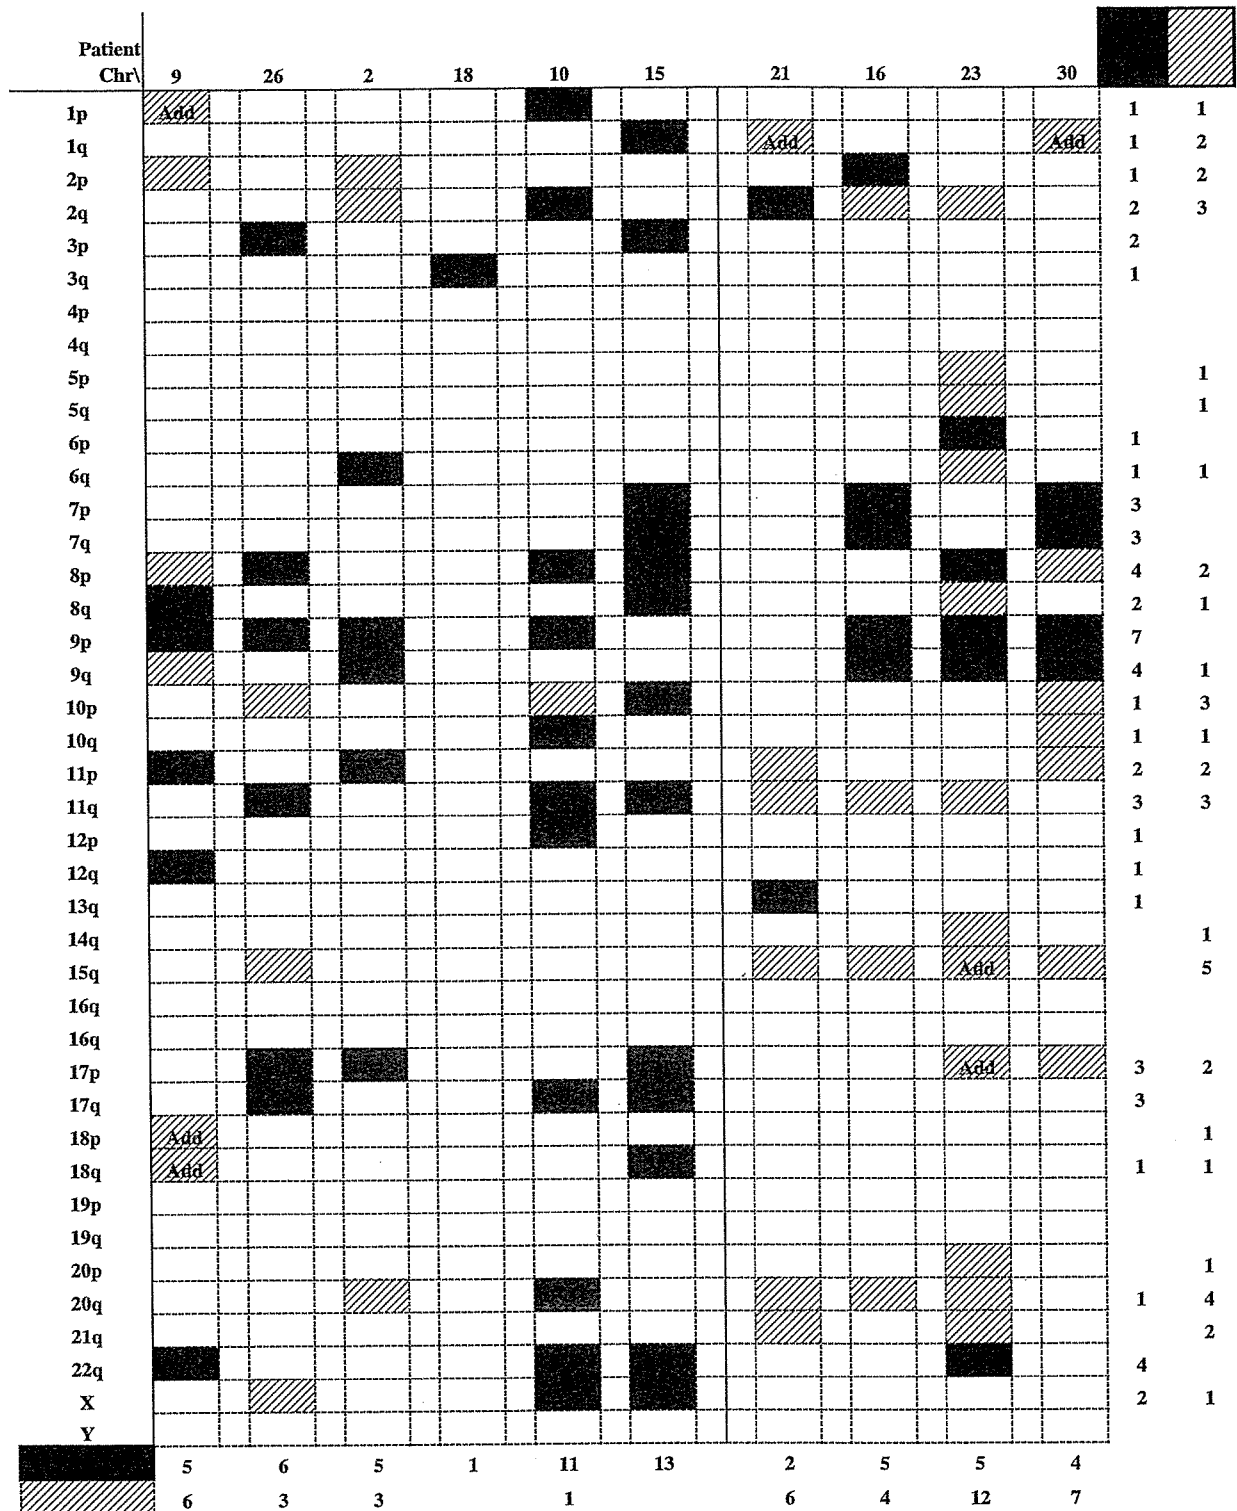 Patient
Chr\ 9 26 2 18 10 15 21 16 23 30
1p Add 1 1
1q Add Add 1 2
2p 1 2
2q 2 3
3p 2
3q 1
4p
4q
5p 1
5q 1
6p 1
6q 1 1
7p 3
7q 3
8p 4 2
8q 2 1
9p 7
9q 4 1
10p 1 3
10q 1 1
11p 2 2
11q 3 3
12p 1
12q 1
13q 1
14q 1
15q Add 5
16q
16q
17p Add 3 2
17q 3
18p Add 1
18q Add 1 1
19p
19q
20p 1
20q 1 4
21q 2
22q 4
X 2 1
Y
5 6 5 1 11 13 2 5 5 4
6 3 3 1 6 4 12 7